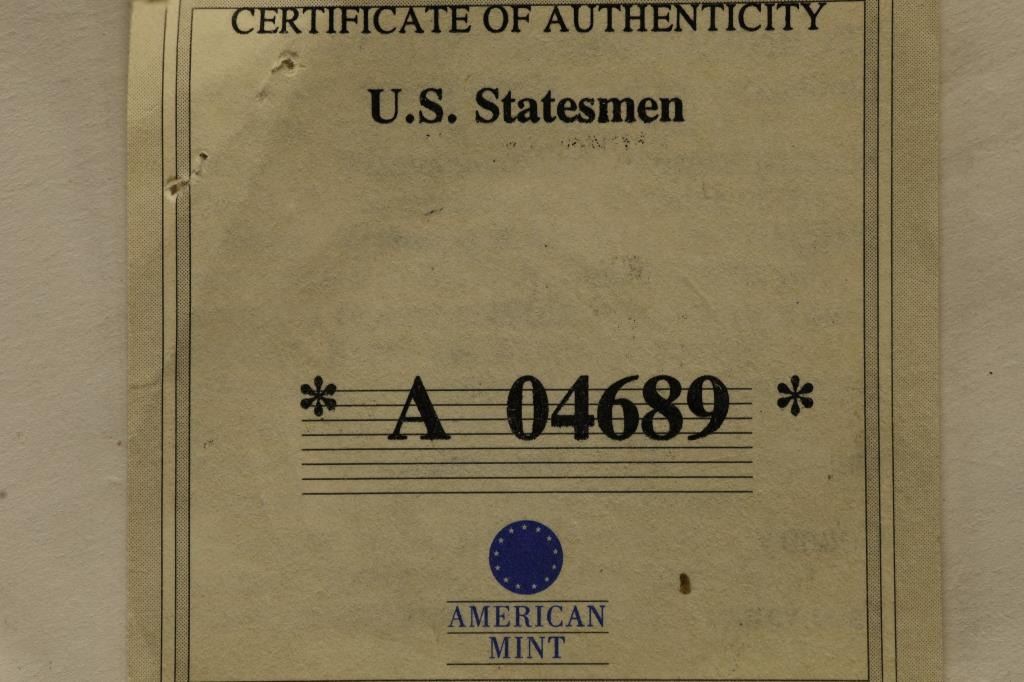 CERTIFICATE OF AUTHENTICITY
U.S. Statesmen
* A 04689 *
AMERICAN
MINT